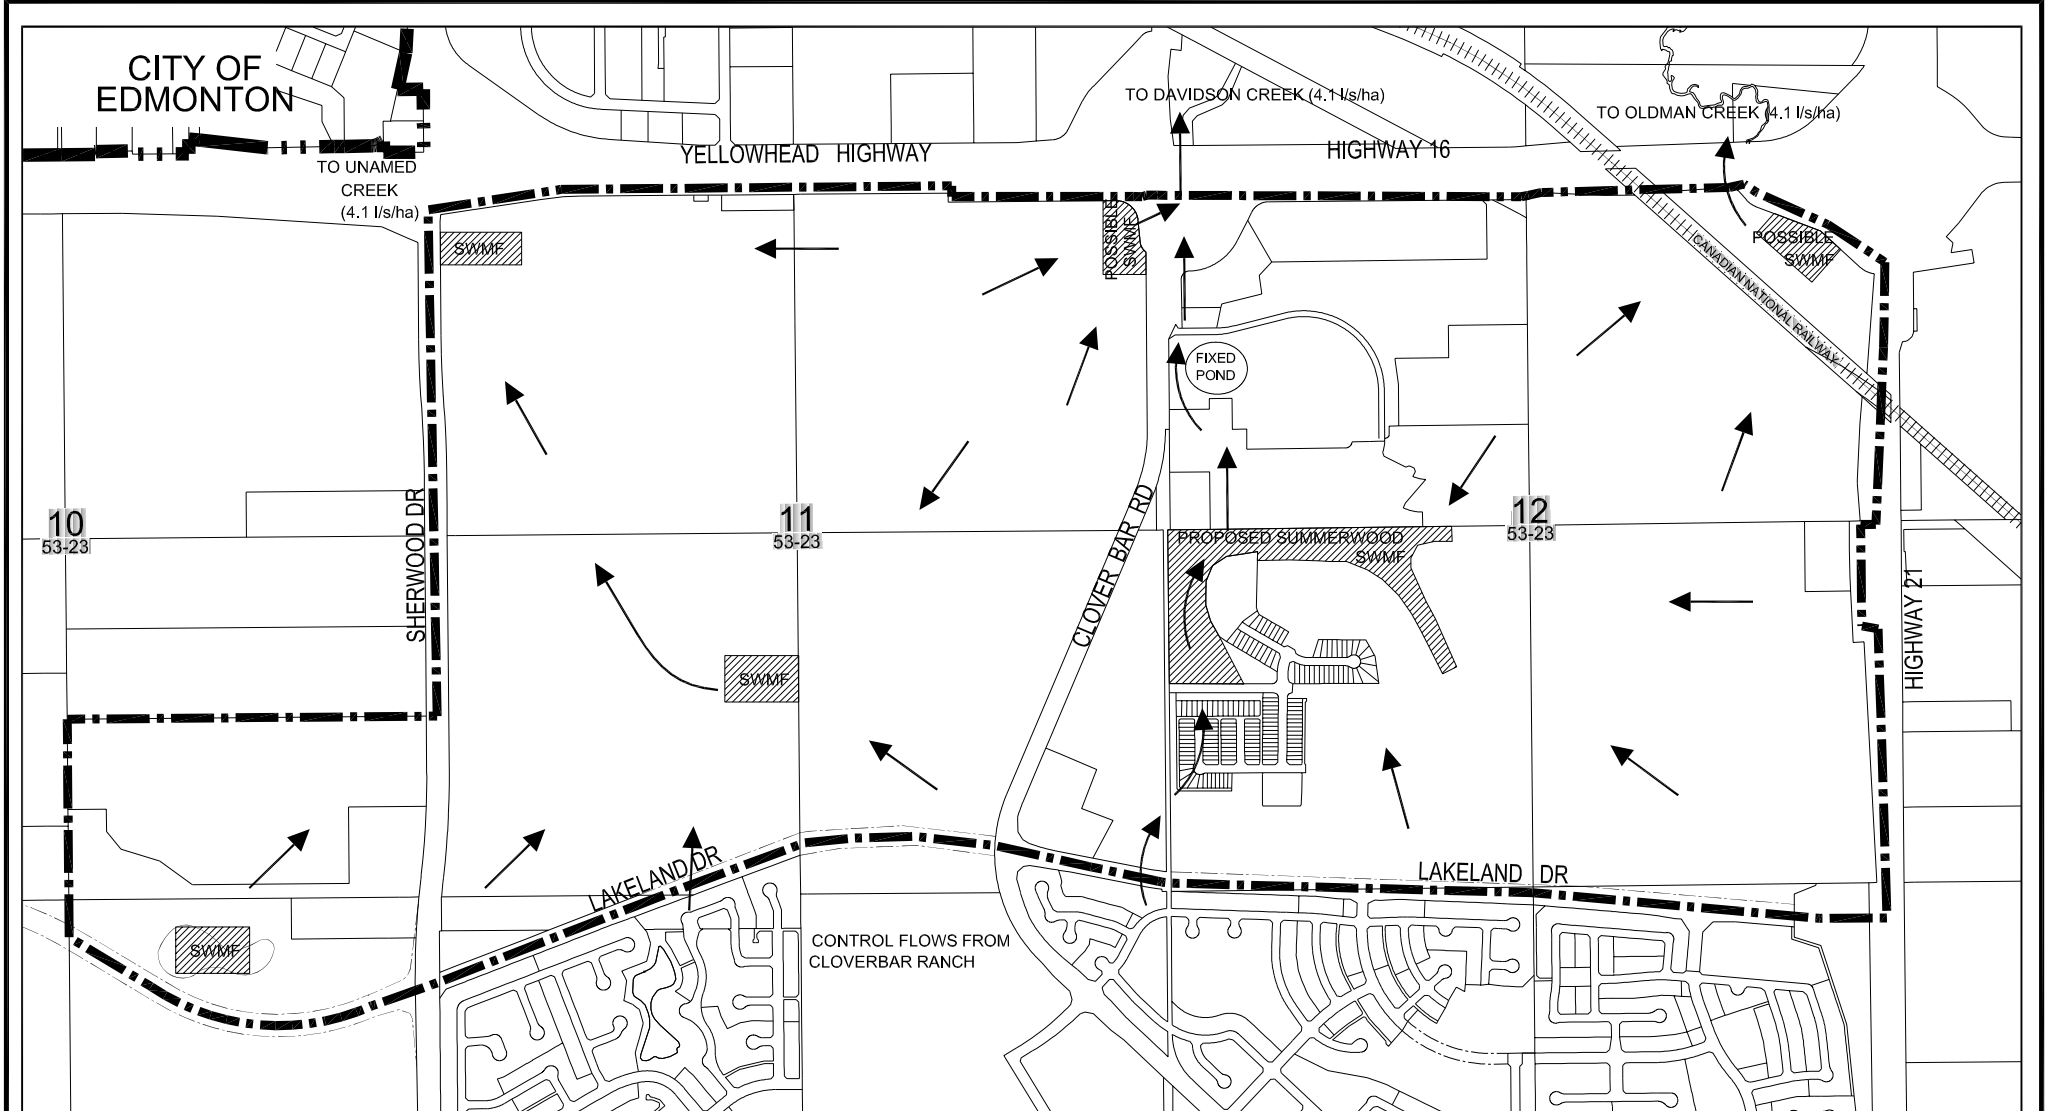 CITY OF
EDMONTON
TO DAVIDSON CREEK (4.1 l/s/ha)
TO OLDMAN CREEK (4.1 l/s/ha)
YELLOWHEAD HIGHWAY
HIGHWAY 16
TO UNAMED
CREEK
(4.1 l/s/ha)
SWMF
POSSIBLE
SWMF
POSSIBLE
SWMF
CANADIAN NATIONAL RAILWAY
FIXED
POND
10
53-23
SHERWOOD DR
11
53-23
CLOVER BAR RD
12
53-23
PROPOSED SUMMERWOOD
SWMF
HIGHWAY 21
SWMF
LAKELAND DR
LAKELAND DR
SWMF
CONTROL FLOWS FROM
CLOVERBAR RANCH